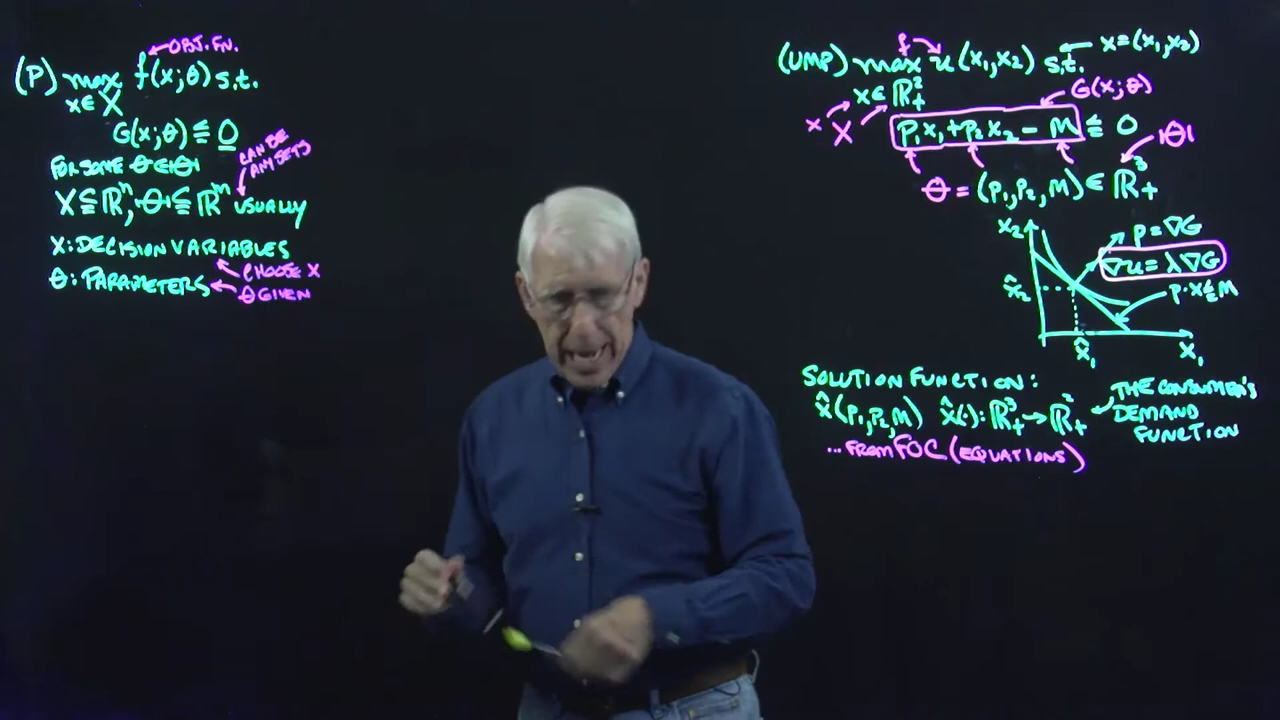 (P) max f(x;θ) s.t.
x∈X
OBJ. FN.
G(x;θ) ≦ 0
FOR SOME θ∈Θ
CAN BE ANY SETS
X⊆ℝⁿ, Θ⊆ℝᵐ USUALLY
X: DECISION VARIABLES
CHOOSE X
θ: PARAMETERS
θ GIVEN
(UMP) max u(x₁,x₂) s.t.
f
x=(x₁,x₂)
x∈ℝ²₊
x X
G(x;θ)
p₁x₁+p₂x₂−M ≦ 0
Θ
θ=(p₁,p₂,M)∈ℝ³₊
x₂
p=∇G
∇u=λ∇G
x̂₂
p·x≦M
x̂₁
x₁
SOLUTION FUNCTION:
x̂(p₁,p₂,M) x̂(·): ℝ³₊→ℝ²₊
THE CONSUMER'S
DEMAND
FUNCTION
...FROM FOC (EQUATIONS)